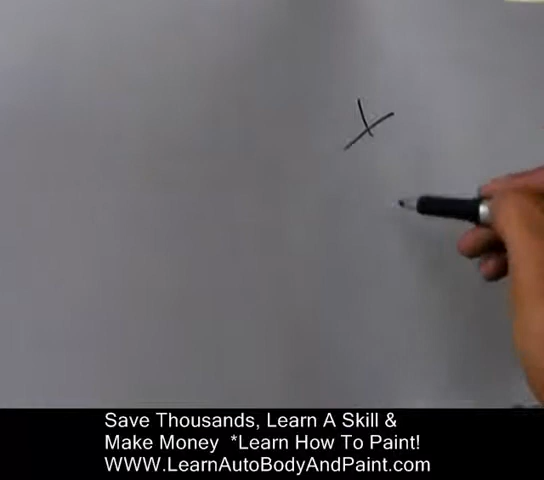 X
Save Thousands, Learn A Skill &
Make Money *Learn How To Paint!
WWW.LearnAutoBodyAndPaint.com